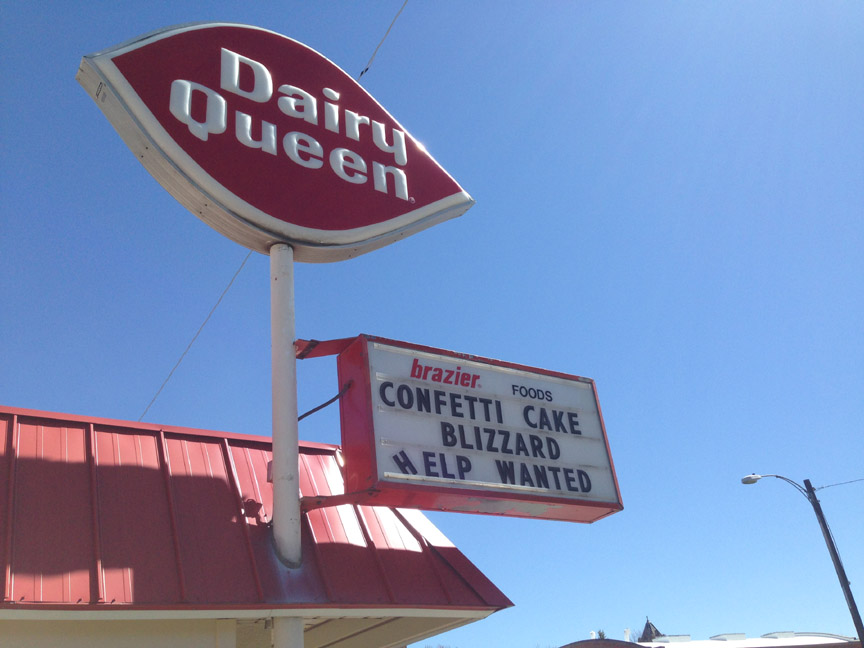 Dairy
Queen
brazier FOODS
CONFETTI CAKE
BLIZZARD
HELP WANTED